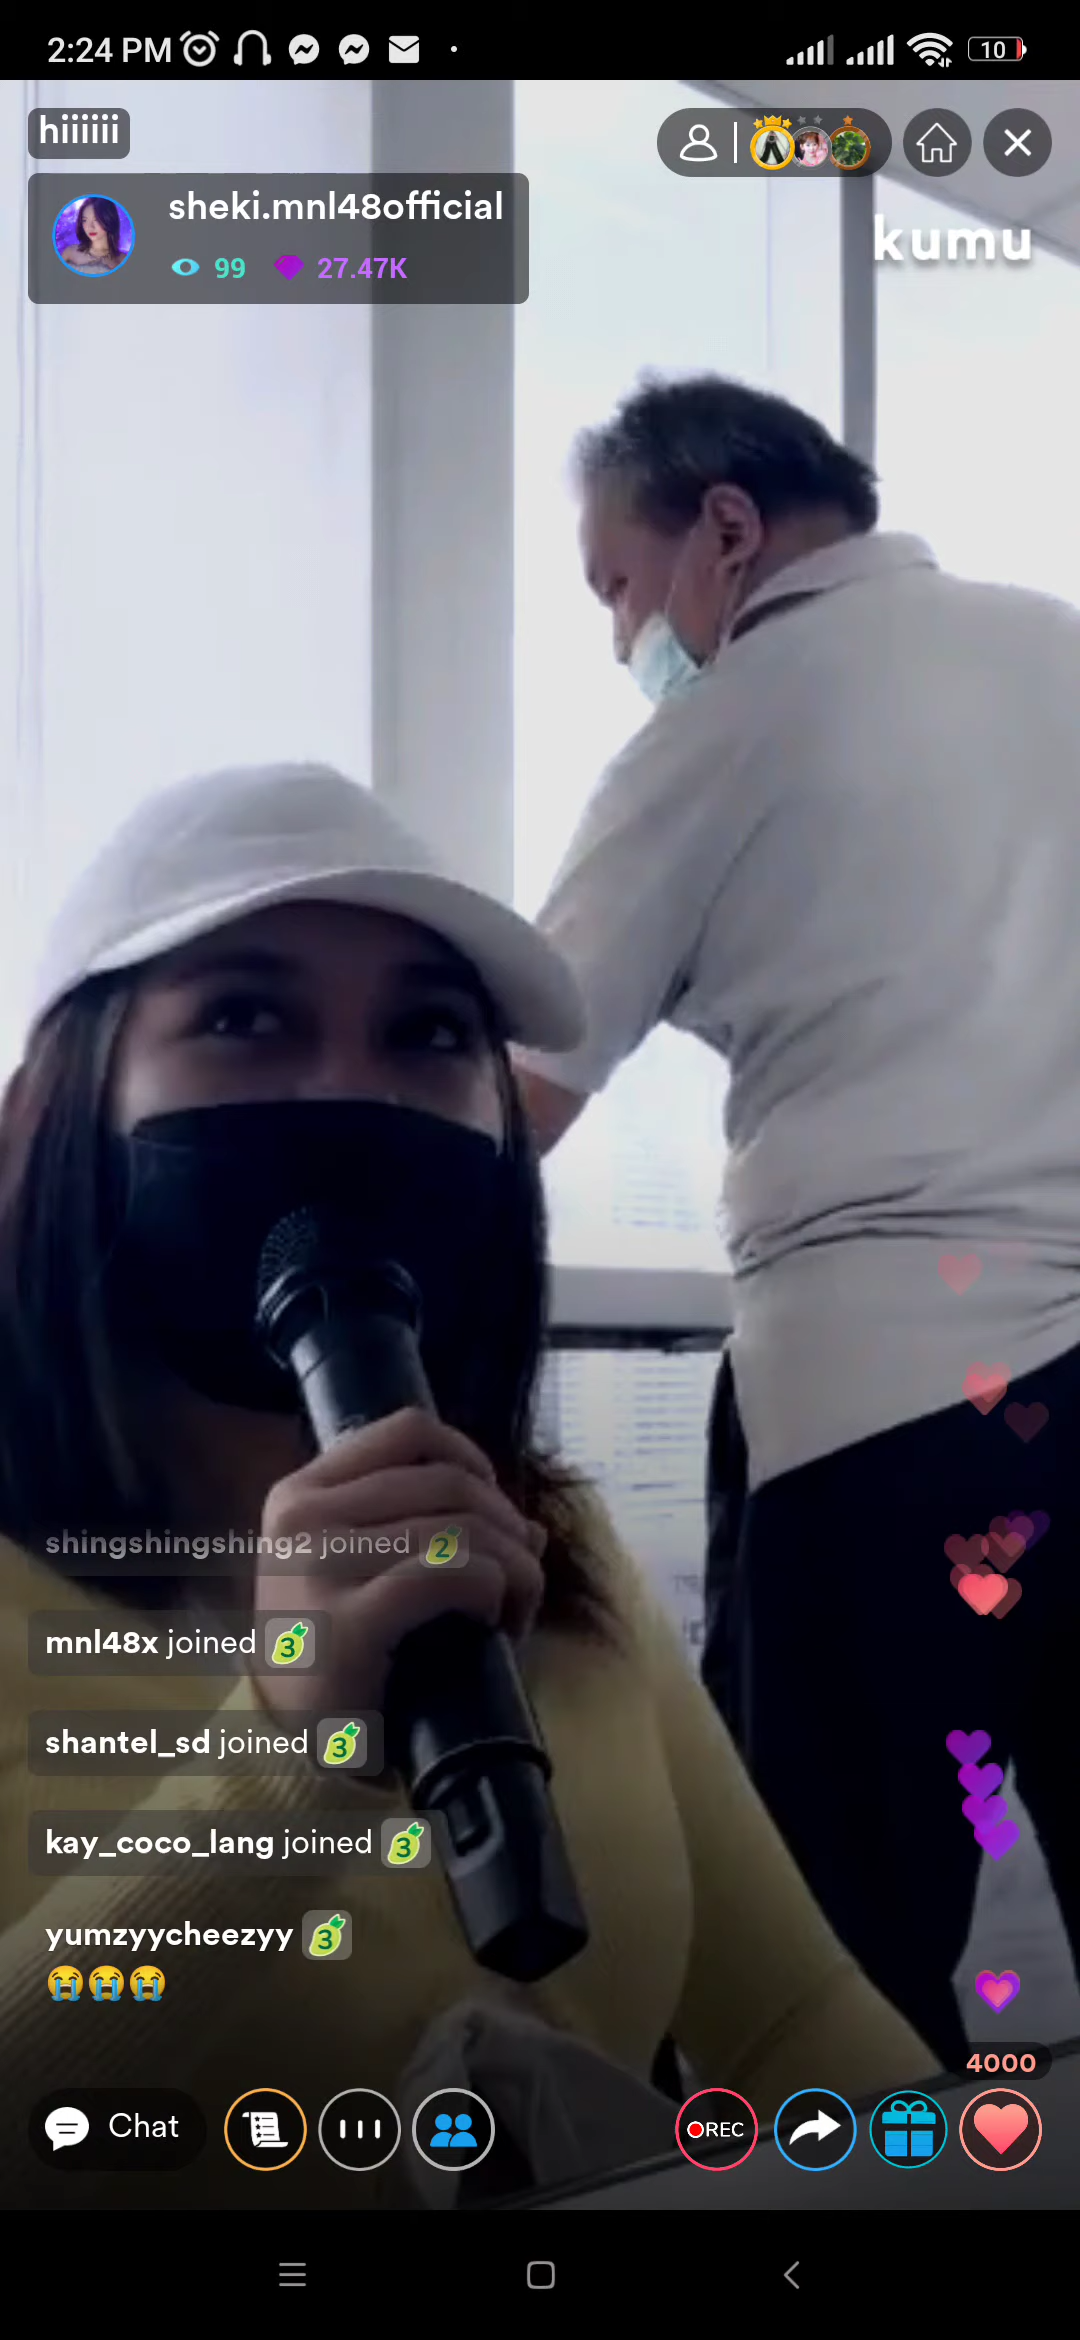 2:24 PM
10
hiiiiii
sheki.mnl48official
99 27.47K
kumu
shingshingshing2 joined 2
mnl48x joined 3
shantel_sd joined 3
kay_coco_lang joined 3
yumzyycheezyy 3
😭😭😭
4000
Chat
REC